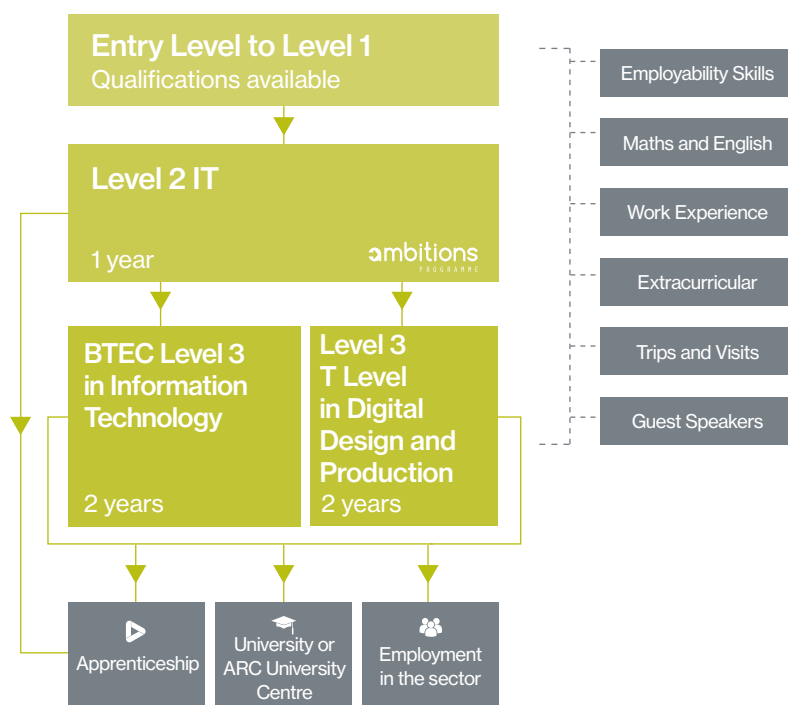 Entry Level to Level 1
Qualifications available
Level 2 IT
1 year
ambitions
PROGRAMME
BTEC Level 3
in Information
Technology
2 years
Level 3
T Level
in Digital
Design and
Production
2 years
Apprenticeship
University or
ARC University
Centre
Employment
in the sector
Employability Skills
Maths and English
Work Experience
Extracurricular
Trips and Visits
Guest Speakers